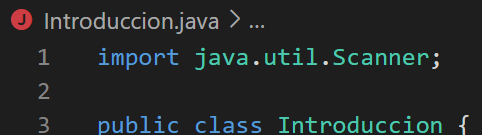 J Introduccion.java > ...
1 import java.util.Scanner;
2
3 public class Introduccion {